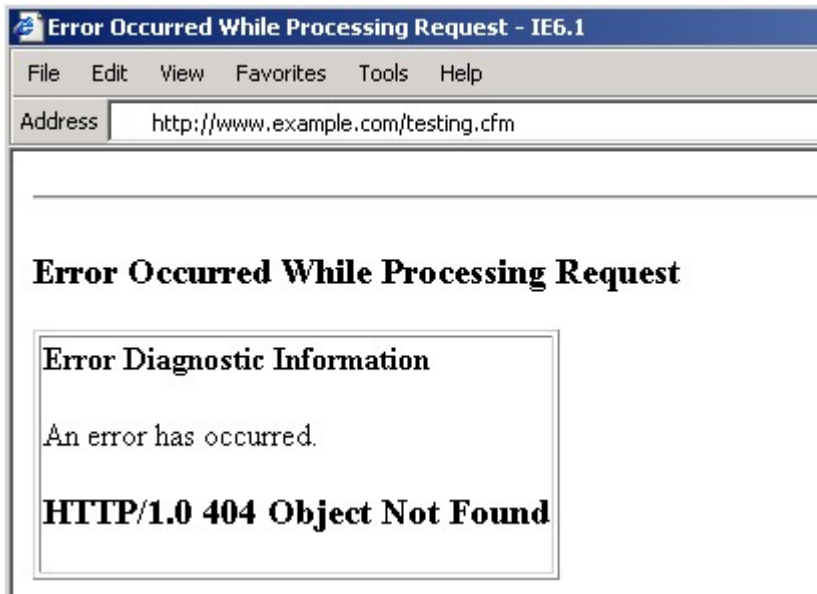 Error Occurred While Processing Request - IE6.1
File Edit View Favorites Tools Help
Address http://www.example.com/testing.cfm
Error Occurred While Processing Request
Error Diagnostic Information
An error has occurred.
HTTP/1.0 404 Object Not Found